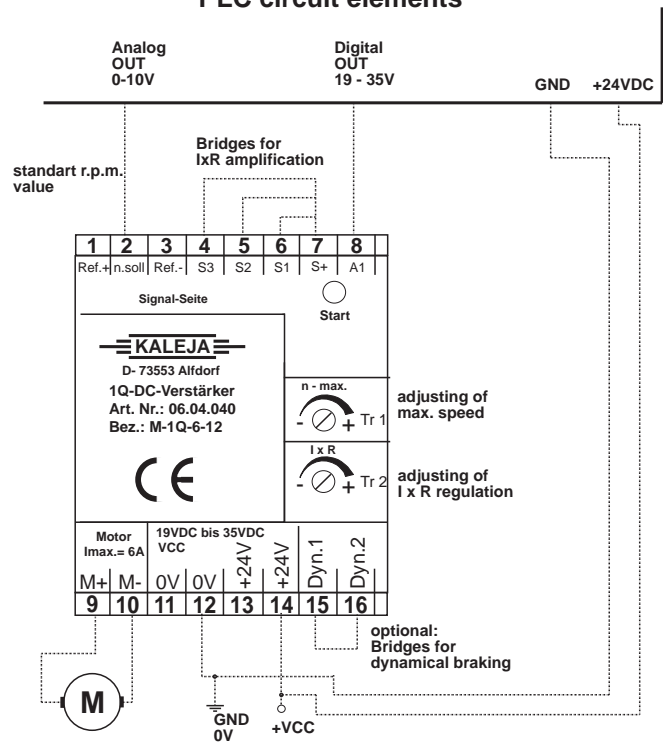 PLC circuit elements
Analog
OUT
0-10V
Digital
OUT
19 - 35V
GND +24VDC
Bridges for
IxR amplification
standart r.p.m.
value
1 2 3 4 5 6 7 8
Ref.+ n.soll Ref.- S3 S2 S1 S+ A1
Signal-Seite
Start
KALEJA
D- 73553 Alfdorf
1Q-DC-Verstärker
Art. Nr.: 06.04.040
Bez.: M-1Q-6-12
CE
n - max.
- + Tr 1
adjusting of
max. speed
I x R
- + Tr 2
adjusting of
I x R regulation
Motor
Imax.= 6A
19VDC bis 35VDC
VCC
M+ M- 0V 0V +24V +24V Dyn.1 Dyn.2
9 10 11 12 13 14 15 16
optional:
Bridges for
dynamical braking
M
GND
0V
+VCC